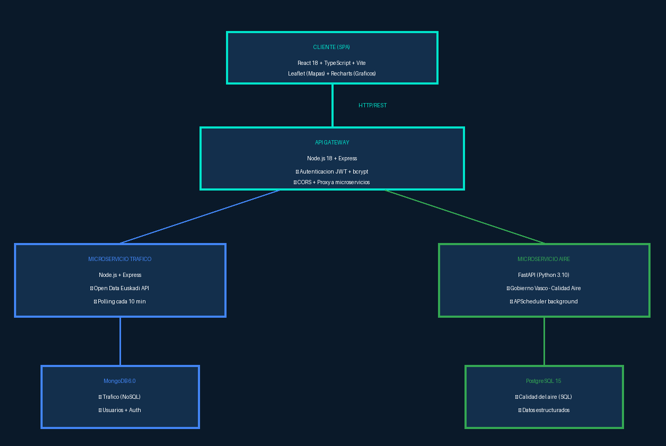 CLIENTE (SPA)
React 18 + TypeScript + Vite
Leaflet (Mapas) + Recharts (Graficos)
HTTP/REST
API GATEWAY
Node.js 18 + Express
Autenticacion JWT + bcrypt
CORS + Proxy a microservicios
MICROSERVICIO TRAFICO
Node.js + Express
Open Data Euskadi API
Polling cada 10 min
MICROSERVICIO AIRE
FastAPI (Python 3.10)
Gobierno Vasco - Calidad Aire
APScheduler background
MongoDB 6.0
Trafico (NoSQL)
Usuarios + Auth
PostgreSQL 15
Calidad del aire (SQL)
Datos estructurados